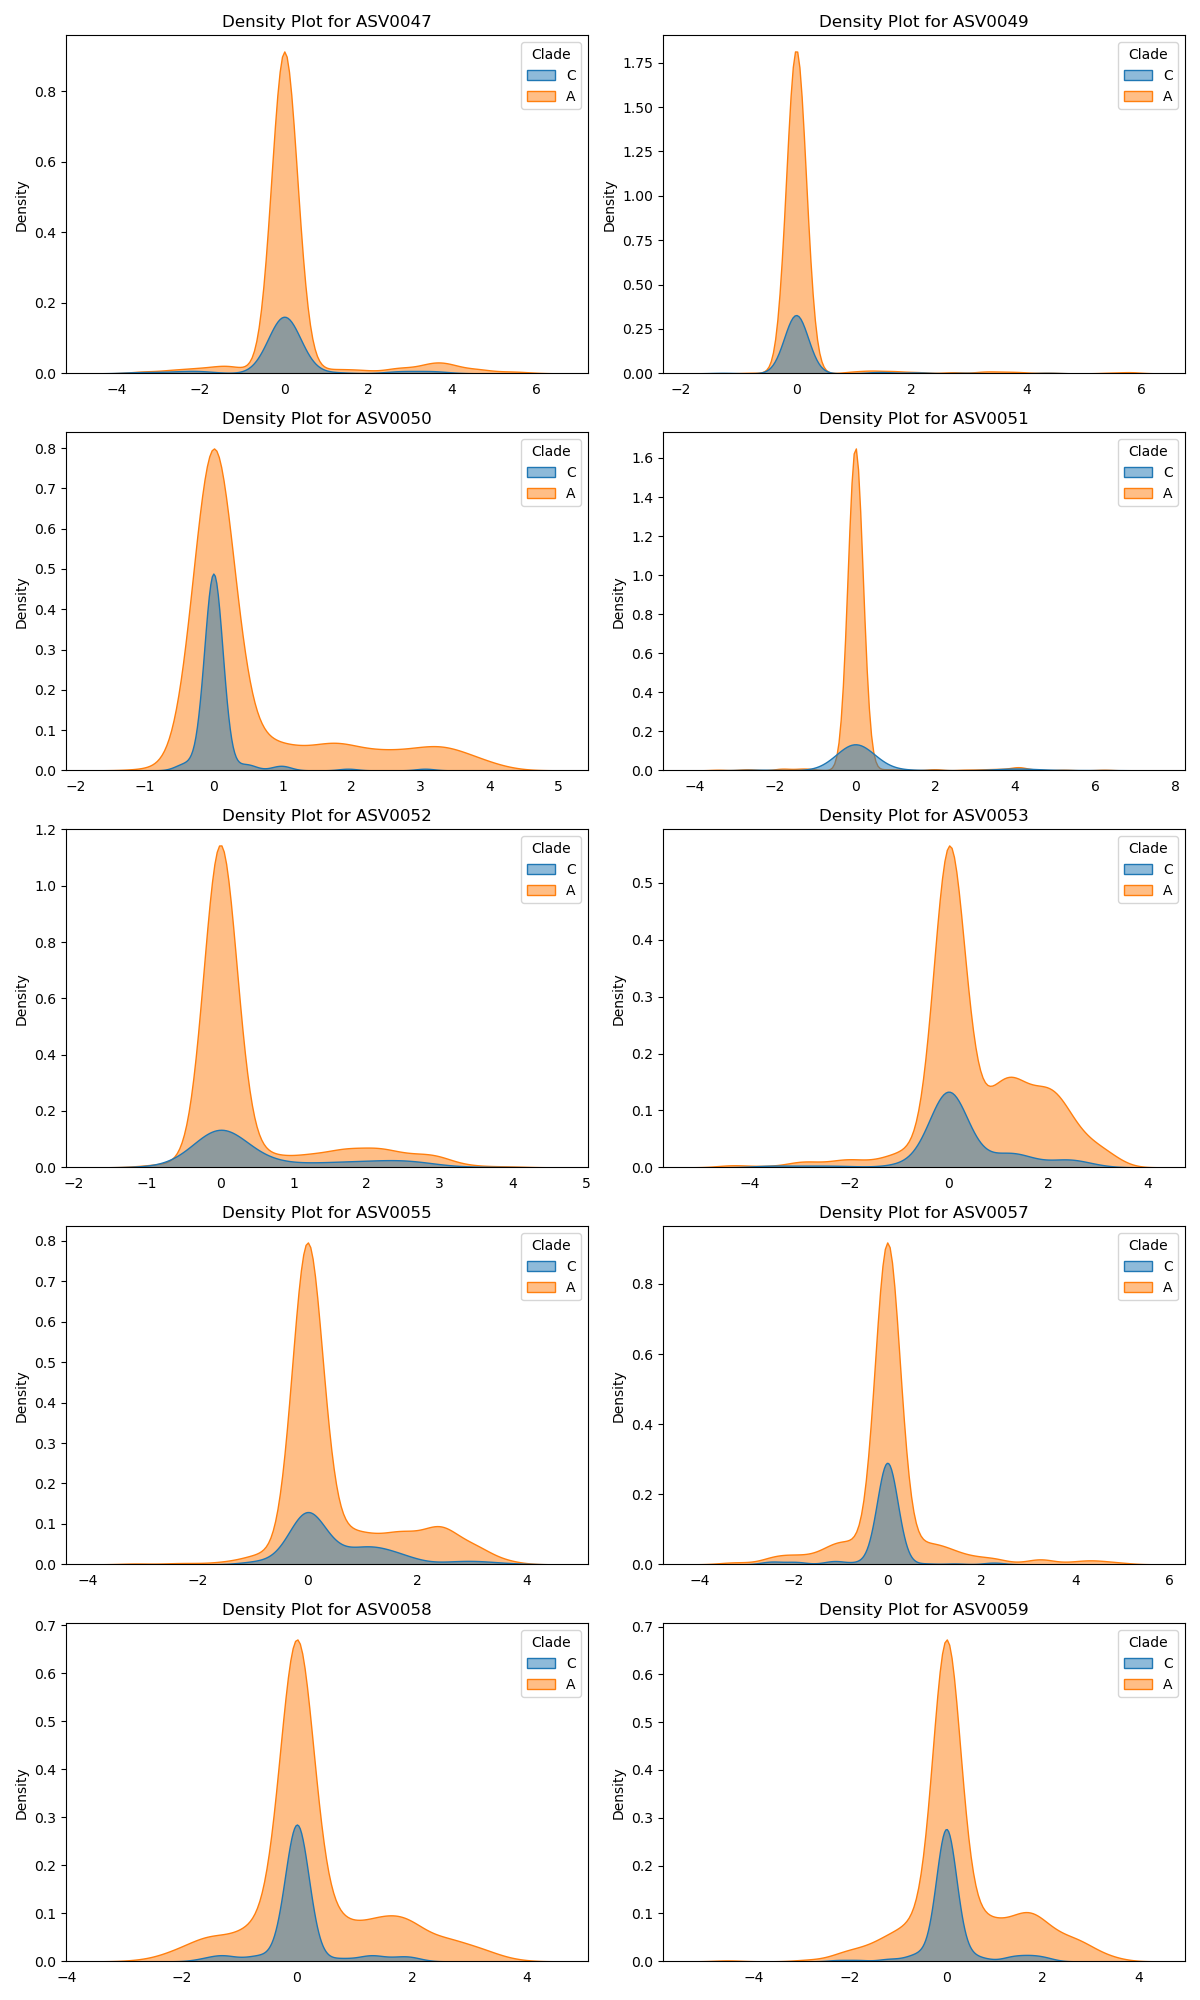 Density Plot for ASV0047
Density
0.8
0.6
0.4
0.2
0.0
−4 −2 0 2 4 6
Clade
C
A
Density Plot for ASV0049
Density
1.75
1.50
1.25
1.00
0.75
0.50
0.25
0.00
−2 0 2 4 6
Clade
C
A
Density Plot for ASV0050
Density
0.8
0.7
0.6
0.5
0.4
0.3
0.2
0.1
0.0
−2 −1 0 1 2 3 4 5
Clade
C
A
Density Plot for ASV0051
Density
1.6
1.4
1.2
1.0
0.8
0.6
0.4
0.2
0.0
−4 −2 0 2 4 6 8
Clade
C
A
Density Plot for ASV0052
Density
1.2
1.0
0.8
0.6
0.4
0.2
0.0
−2 −1 0 1 2 3 4 5
Clade
C
A
Density Plot for ASV0053
Density
0.5
0.4
0.3
0.2
0.1
0.0
−4 −2 0 2 4
Clade
C
A
Density Plot for ASV0055
Density
0.8
0.7
0.6
0.5
0.4
0.3
0.2
0.1
0.0
−4 −2 0 2 4
Clade
C
A
Density Plot for ASV0057
Density
0.8
0.6
0.4
0.2
0.0
−4 −2 0 2 4 6
Clade
C
A
Density Plot for ASV0058
Density
0.7
0.6
0.5
0.4
0.3
0.2
0.1
0.0
−4 −2 0 2 4
Clade
C
A
Density Plot for ASV0059
Density
0.7
0.6
0.5
0.4
0.3
0.2
0.1
0.0
−4 −2 0 2 4
Clade
C
A